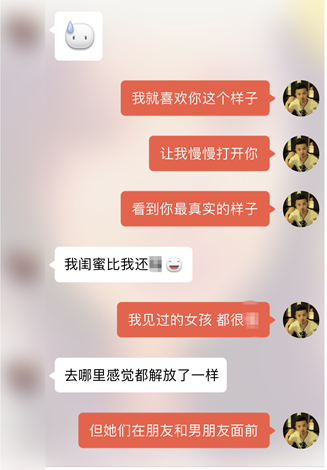 我就喜欢你这个样子
让我慢慢打开你
看到你最真实的样子
我闺蜜比我还
我见过的女孩 都很
去哪里感觉都解放了一样
但她们在朋友和男朋友面前